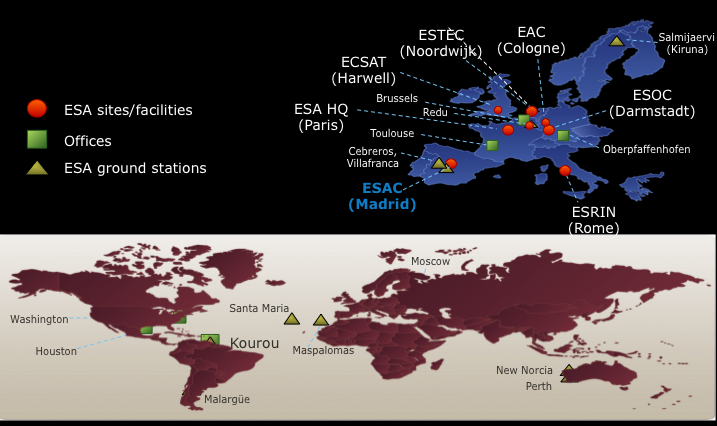 ESTEC
(Noordwijk)
EAC
(Cologne)
Salmijaervi
(Kiruna)
ECSAT
(Harwell)
Brussels
Redu
ESOC
(Darmstadt)
ESA HQ
(Paris)
Toulouse
Oberpfaffenhofen
Cebreros,
Villafranca
ESAC
(Madrid)
ESRIN
(Rome)
ESA sites/facilities
Offices
ESA ground stations
Moscow
Santa Maria
Washington
Kourou
Houston
Maspalomas
New Norcia
Perth
Malargüe